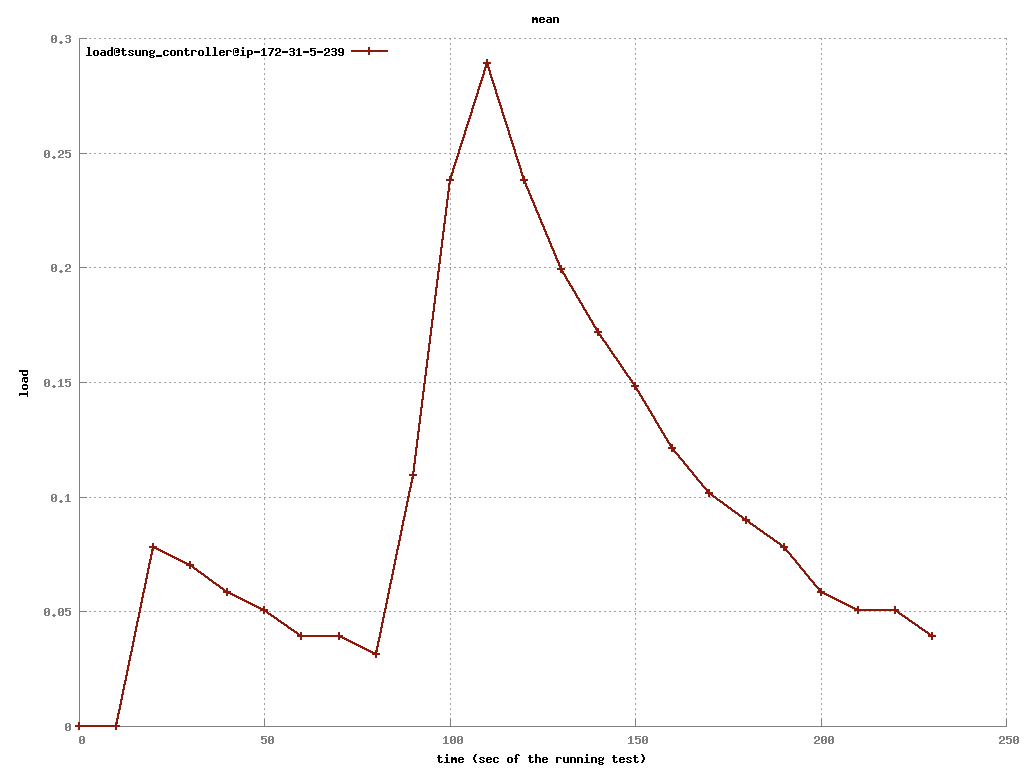 mean
load@tsung_controller@ip-172-31-5-239
0.3
0.25
0.2
0.15
0.1
0.05
0
load
0 50 100 150 200 250
time (sec of the running test)